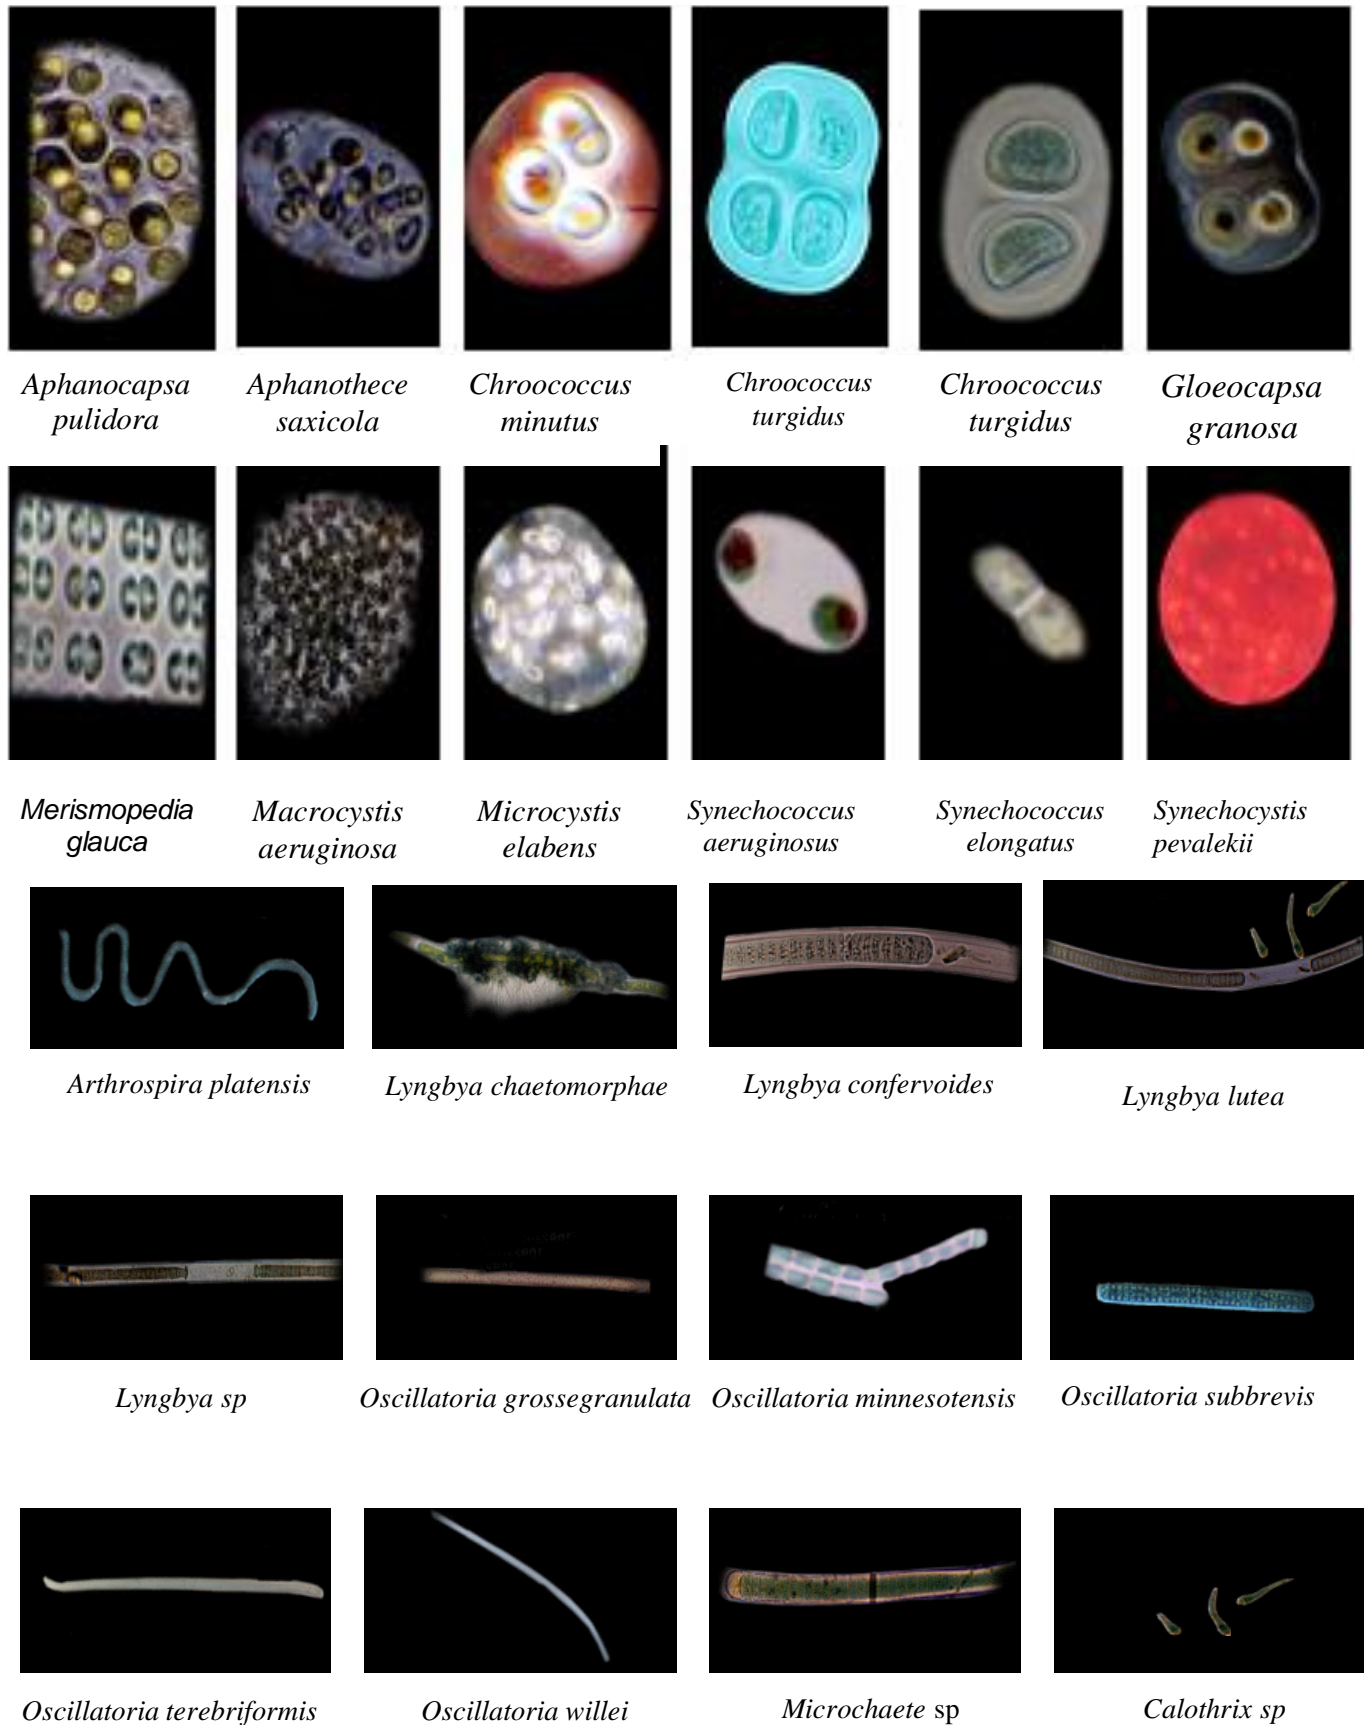 Aphanocapsa
pulidora
Aphanothece
saxicola
Chroococcus
minutus
Chroococcus
turgidus
Chroococcus
turgidus
Gloeocapsa
granosa
Merismopedia
glauca
Macrocystis
aeruginosa
Microcystis
elabens
Synechococcus
aeruginosus
Synechococcus
elongatus
Synechocystis
pevalekii
Arthrospira platensis
Lyngbya chaetomorphae
Lyngbya confervoides
Lyngbya lutea
Lyngbya sp
Oscillatoria grossegranulata
Oscillatoria minnesotensis
Oscillatoria subbrevis
Oscillatoria terebriformis
Oscillatoria willei
Microchaete sp
Calothrix sp